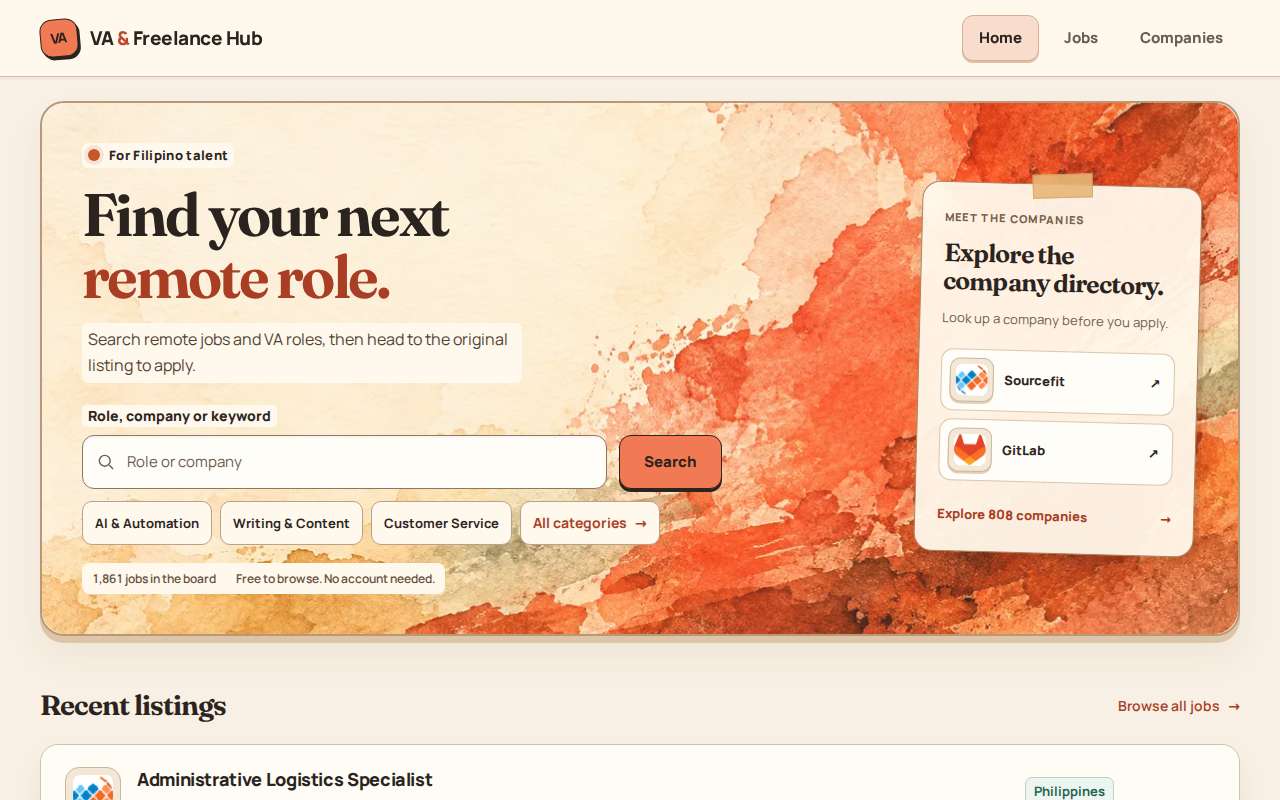 VA
VA & Freelance Hub
Home
Jobs
Companies
For Filipino talent
Find your next
remote role.
Search remote jobs and VA roles, then head to the original
listing to apply.
Role, company or keyword
Role or company
Search
AI & Automation
Writing & Content
Customer Service
All categories →
1,861 jobs in the board
Free to browse. No account needed.
MEET THE COMPANIES
Explore the
company directory.
Look up a company before you apply.
Sourcefit ↗
GitLab ↗
Explore 808 companies →
Recent listings
Browse all jobs →
Administrative Logistics Specialist
Philippines